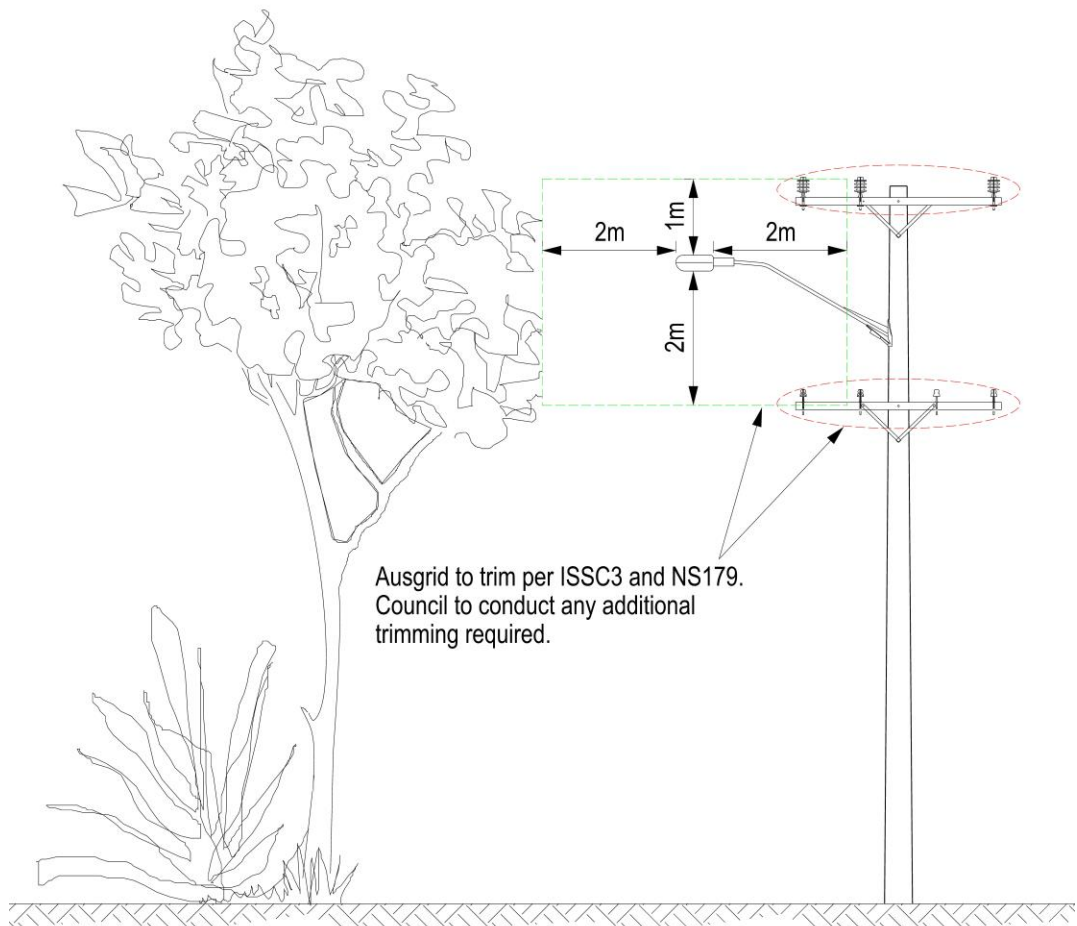 1m
2m
2m
2m
Ausgrid to trim per ISSC3 and NS179.
Council to conduct any additional
trimming required.